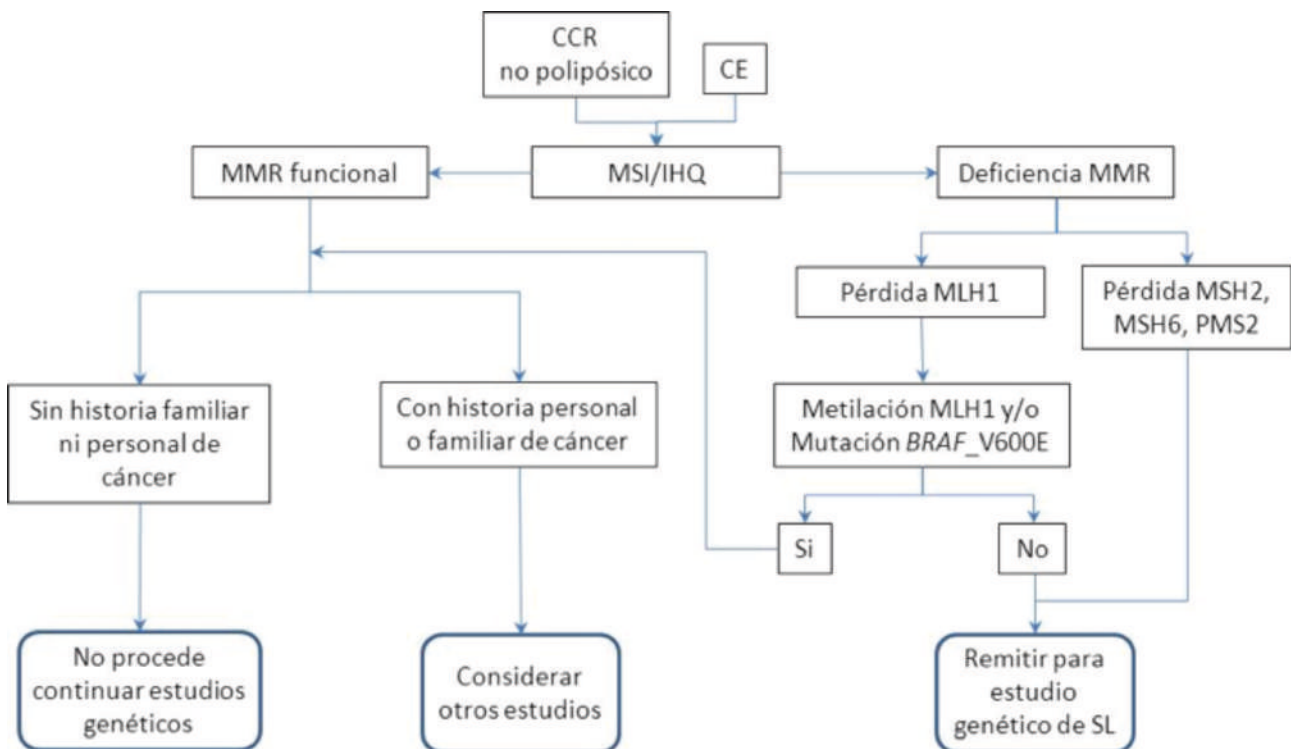 CCR
no polipósico
CE
MMR funcional
MSI/IHQ
Deficiencia MMR
Pérdida MLH1
Pérdida MSH2,
MSH6, PMS2
Sin historia familiar
ni personal de
cáncer
Con historia personal
o familiar de cáncer
Metilación MLH1 y/o
Mutación BRAF_V600E
Si
No
No procede
continuar estudios
genéticos
Considerar
otros estudios
Remitir para
estudio
genético de SL